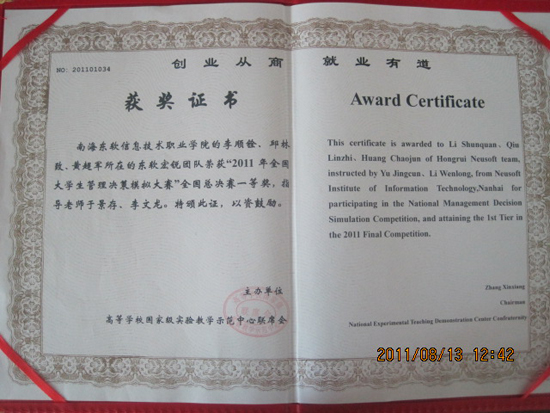 创业从商 就业有道
NO: 201101034
获奖证书
南海东软信息技术职业学院的李顺铨、邱林
致、黄超军所在的东软宏锐团队荣获“2011年全国
大学生管理决策模拟大赛”全国总决赛一等奖，指
导老师于景存、李文龙。特颁此证，以资鼓励。
主办单位
高等学校国家级实验教学示范中心联席会
Award Certificate
This certificate is awarded to Li Shunquan, Qiu
Linzhi, Huang Chaojun of Hongrui Neusoft team,
instructed by Yu Jingcun、Li Wenlong, from Neusoft
Institute of Information Technology,Nanhai for
participating in the National Management Decision
Simulation Competition, and attaining the 1st Tier in
the 2011 Final Competition.
Zhang Xinxiang
Chairman
National Experimental Teaching Demonstration Center Confraternity
2011/06/13 12:42